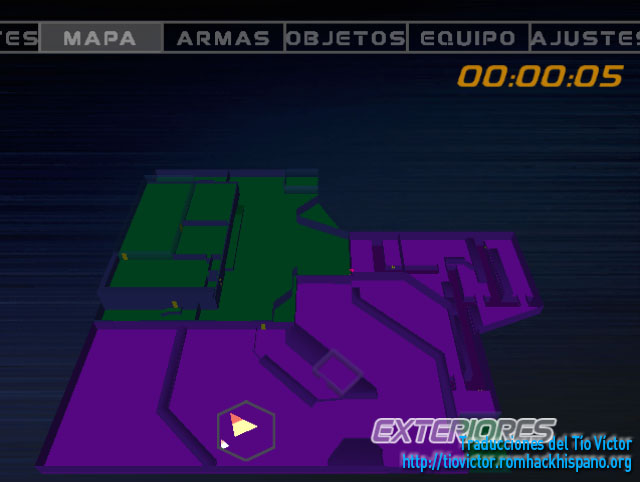 TES MAPA ARMAS OBJETOS EQUIPO AJUSTES
00:00:05
EXTERIORES
Traducciones del Tio Victor
http://tiovictor.romhackhispano.org